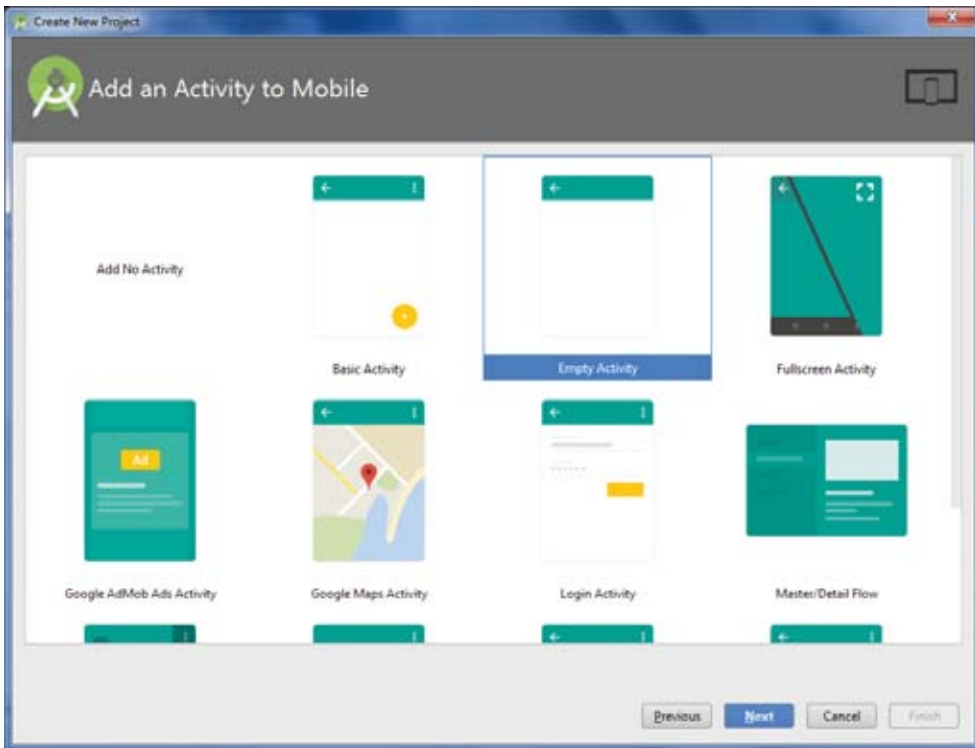 Create New Project
Add an Activity to Mobile
Add No Activity
Basic Activity
Empty Activity
Fullscreen Activity
Ad
Google AdMob Ads Activity
Google Maps Activity
Login Activity
Master/Detail Flow
Previous
Next
Cancel
Finish